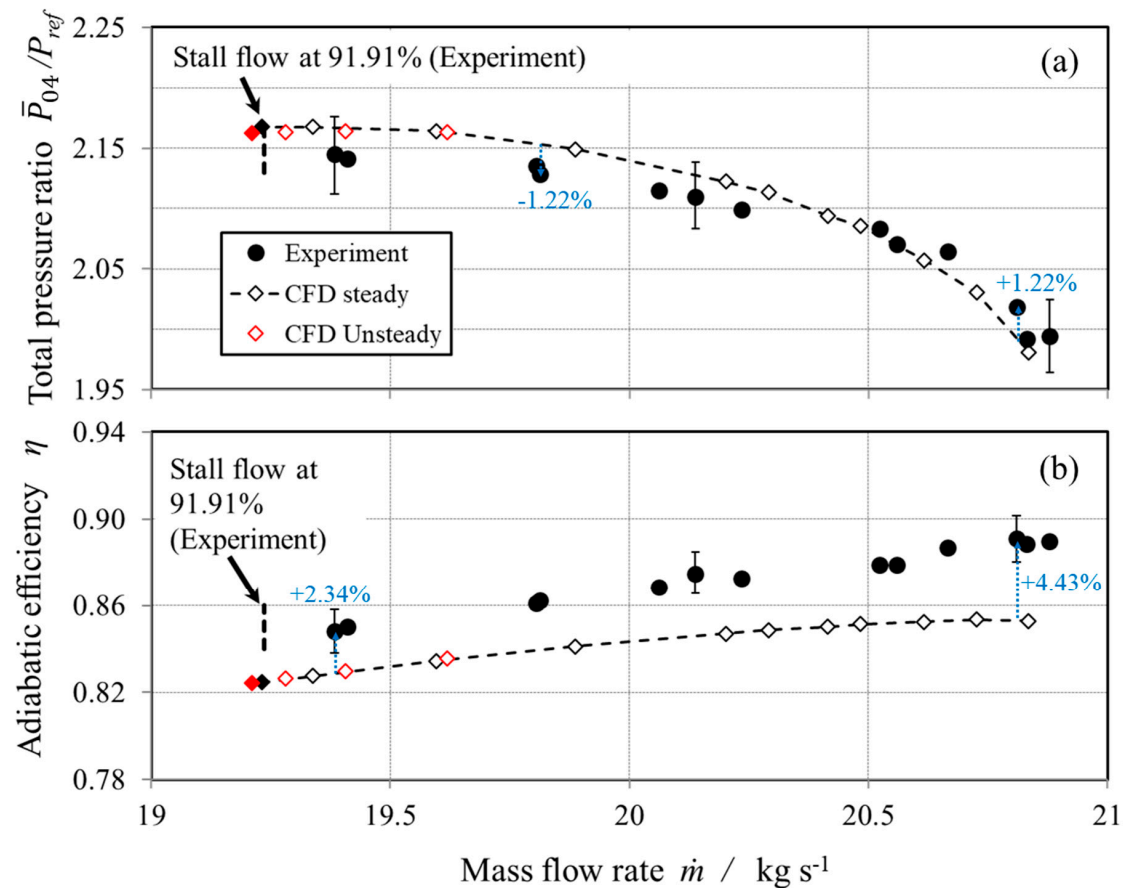 Total pressure ratio P̄04/Pref
2.25
2.15
2.05
1.95
(a)
Stall flow at 91.91% (Experiment)
-1.22%
+1.22%
Experiment
CFD steady
CFD Unsteady
Adiabatic efficiency η
0.94
0.90
0.86
0.82
0.78
(b)
Stall flow at
91.91%
(Experiment)
+2.34%
+4.43%
19
19.5
20
20.5
21
Mass flow rate ṁ / kg s-1